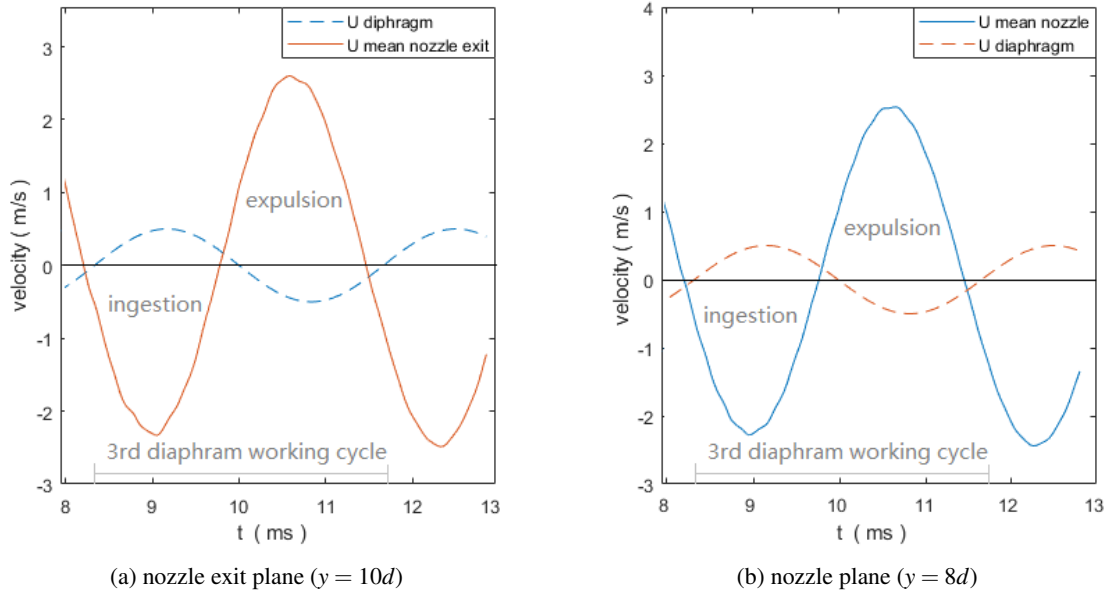 U diphragm
U mean nozzle exit
3
2
1
0
-1
-2
-3
velocity ( m/s )
expulsion
ingestion
3rd diaphram working cycle
8 9 10 11 12 13
t ( ms )
(a) nozzle exit plane (y = 10d)
U mean nozzle
U diaphragm
4
3
2
1
0
-1
-2
-3
velocity ( m/s )
expulsion
ingestion
3rd diaphram working cycle
8 9 10 11 12 13
t ( ms )
(b) nozzle plane (y = 8d)